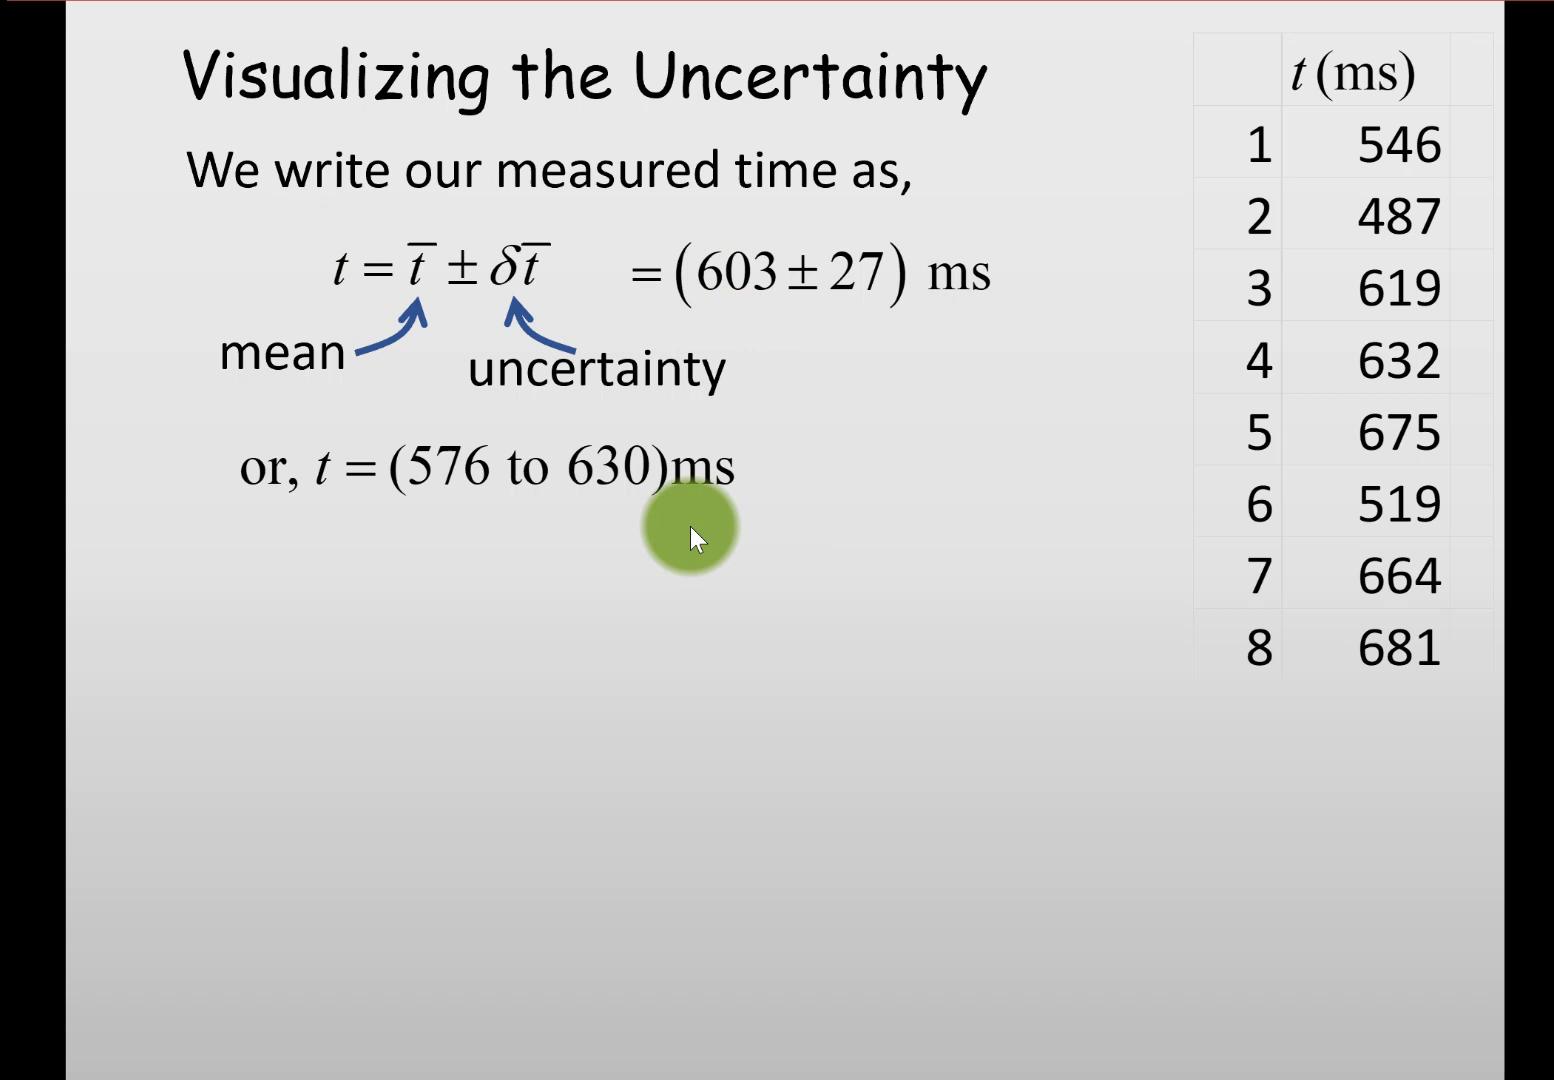 Visualizing the Uncertainty
We write our measured time as,
t = t̅ ± δt̅ = (603 ± 27) ms
mean
uncertainty
or, t = (576 to 630)ms
t (ms)
1 546
2 487
3 619
4 632
5 675
6 519
7 664
8 681